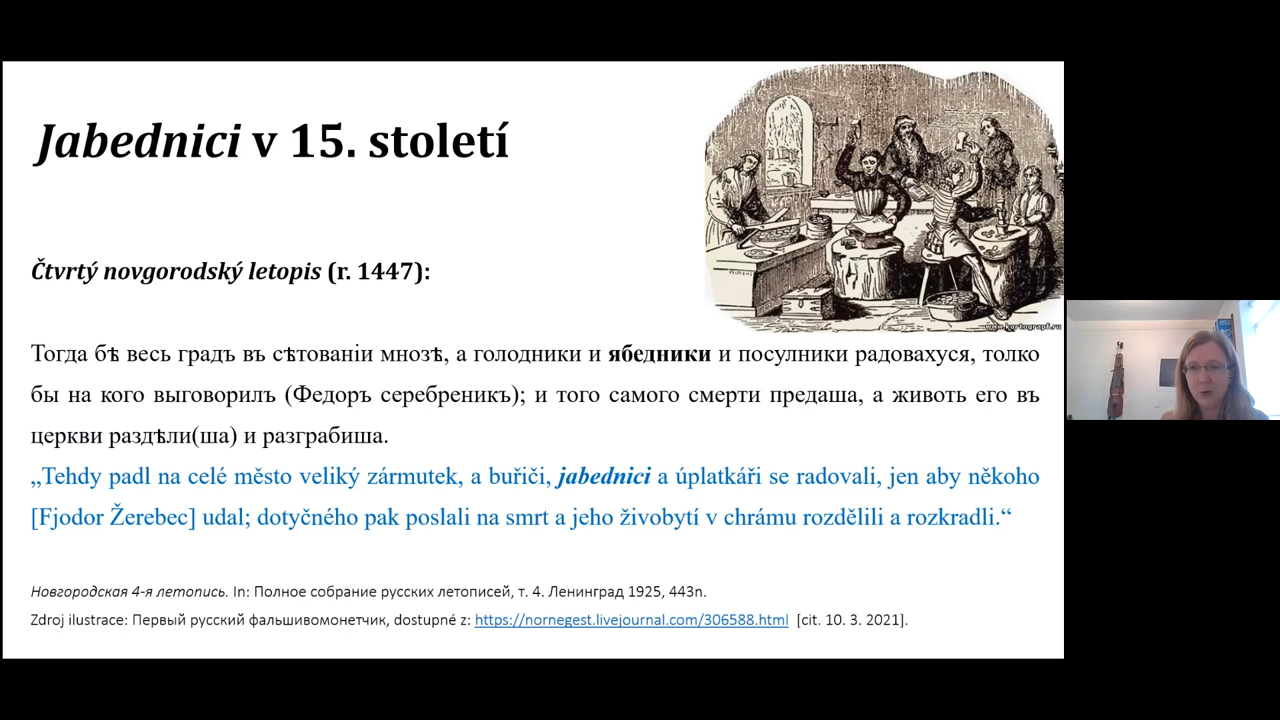 Jabednici v 15. století
www.kartograff.ru
Čtvrtý novgorodský letopis (r. 1447):
Тогда бѣ весь градъ въ сѣтованіи мнозѣ, а голодники и ябедники и посулники радовахуся, толко
бы на кого выговорилъ (Федоръ серебреникъ); и того самого смерти предаша, а животь его въ
церкви раздѣли(ша) и разграбиша.
„Tehdy padl na celé město veliký zármutek, a buřiči, jabednici a úplatkáři se radovali, jen aby někoho
[Fjodor Žerebec] udal; dotyčného pak poslali na smrt a jeho živobytí v chrámu rozdělili a rozkradli.“
Новгородская 4-я летопись. In: Полное собрание русских летописей, т. 4. Ленинград 1925, 443n.
Zdroj ilustrace: Первый русский фальшивомонетчик, dostupné z: https://nornegest.livejournal.com/306588.html [cit. 10. 3. 2021].